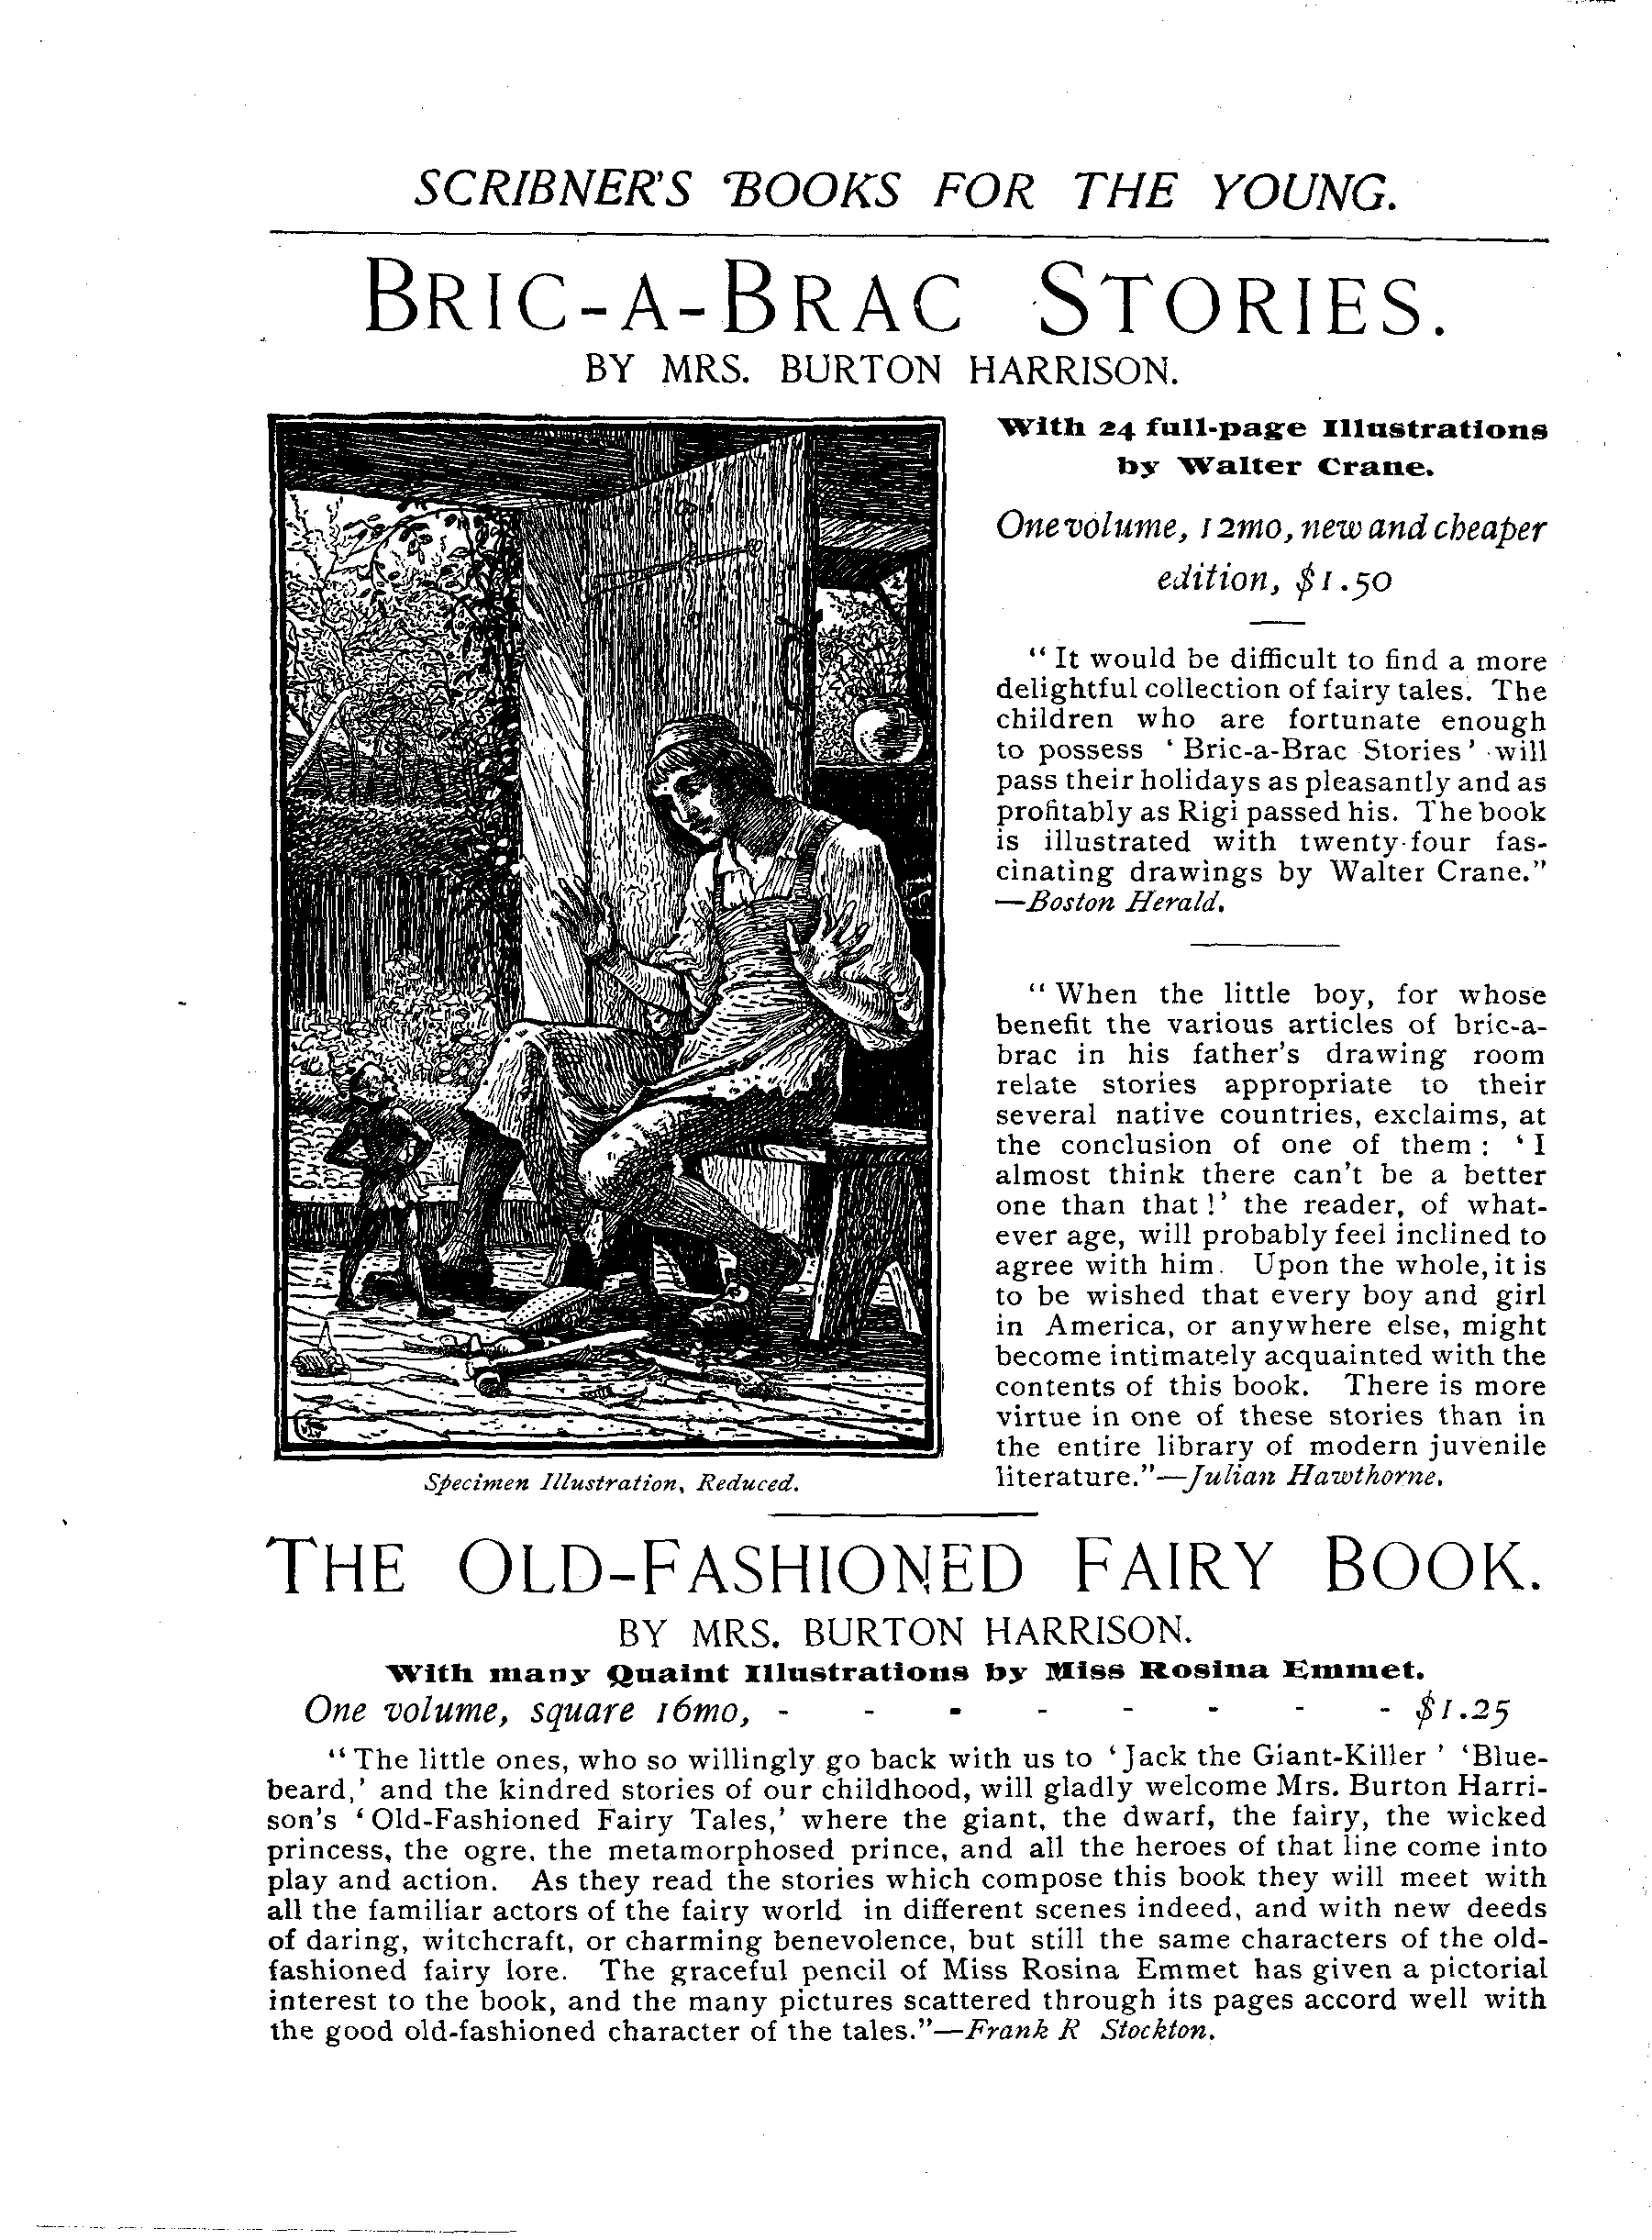 SCRIBNER'S BOOKS FOR THE YOUNG.
BRIC-A-BRAC STORIES.
BY MRS. BURTON HARRISON.
With 24 full-page Illustrations
by Walter Crane.
One volume, 12mo, new and cheaper
edition, $1.50
"It would be difficult to find a more
delightful collection of fairy tales. The
children who are fortunate enough
to possess 'Bric-a-Brac Stories' will
pass their holidays as pleasantly and as
profitably as Rigi passed his. The book
is illustrated with twenty-four fas-
cinating drawings by Walter Crane."
—Boston Herald.
"When the little boy, for whose
benefit the various articles of bric-a-
brac in his father's drawing room
relate stories appropriate to their
several native countries, exclaims, at
the conclusion of one of them: 'I
almost think there can't be a better
one than that!' the reader, of what-
ever age, will probably feel inclined to
agree with him. Upon the whole, it is
to be wished that every boy and girl
in America, or anywhere else, might
become intimately acquainted with the
contents of this book. There is more
virtue in one of these stories than in
the entire library of modern juvenile
literature."—Julian Hawthorne.
Specimen Illustration, Reduced.
THE OLD-FASHIONED FAIRY BOOK.
BY MRS. BURTON HARRISON.
With many Quaint Illustrations by Miss Rosina Emmet.
One volume, square 16mo, - - - - - - - - $1.25
"The little ones, who so willingly go back with us to 'Jack the Giant-Killer' 'Blue-
beard,' and the kindred stories of our childhood, will gladly welcome Mrs. Burton Harri-
son's 'Old-Fashioned Fairy Tales,' where the giant, the dwarf, the fairy, the wicked
princess, the ogre, the metamorphosed prince, and all the heroes of that line come into
play and action. As they read the stories which compose this book they will meet with
all the familiar actors of the fairy world in different scenes indeed, and with new deeds
of daring, witchcraft, or charming benevolence, but still the same characters of the old-
fashioned fairy lore. The graceful pencil of Miss Rosina Emmet has given a pictorial
interest to the book, and the many pictures scattered through its pages accord well with
the good old-fashioned character of the tales."—Frank R Stockton.